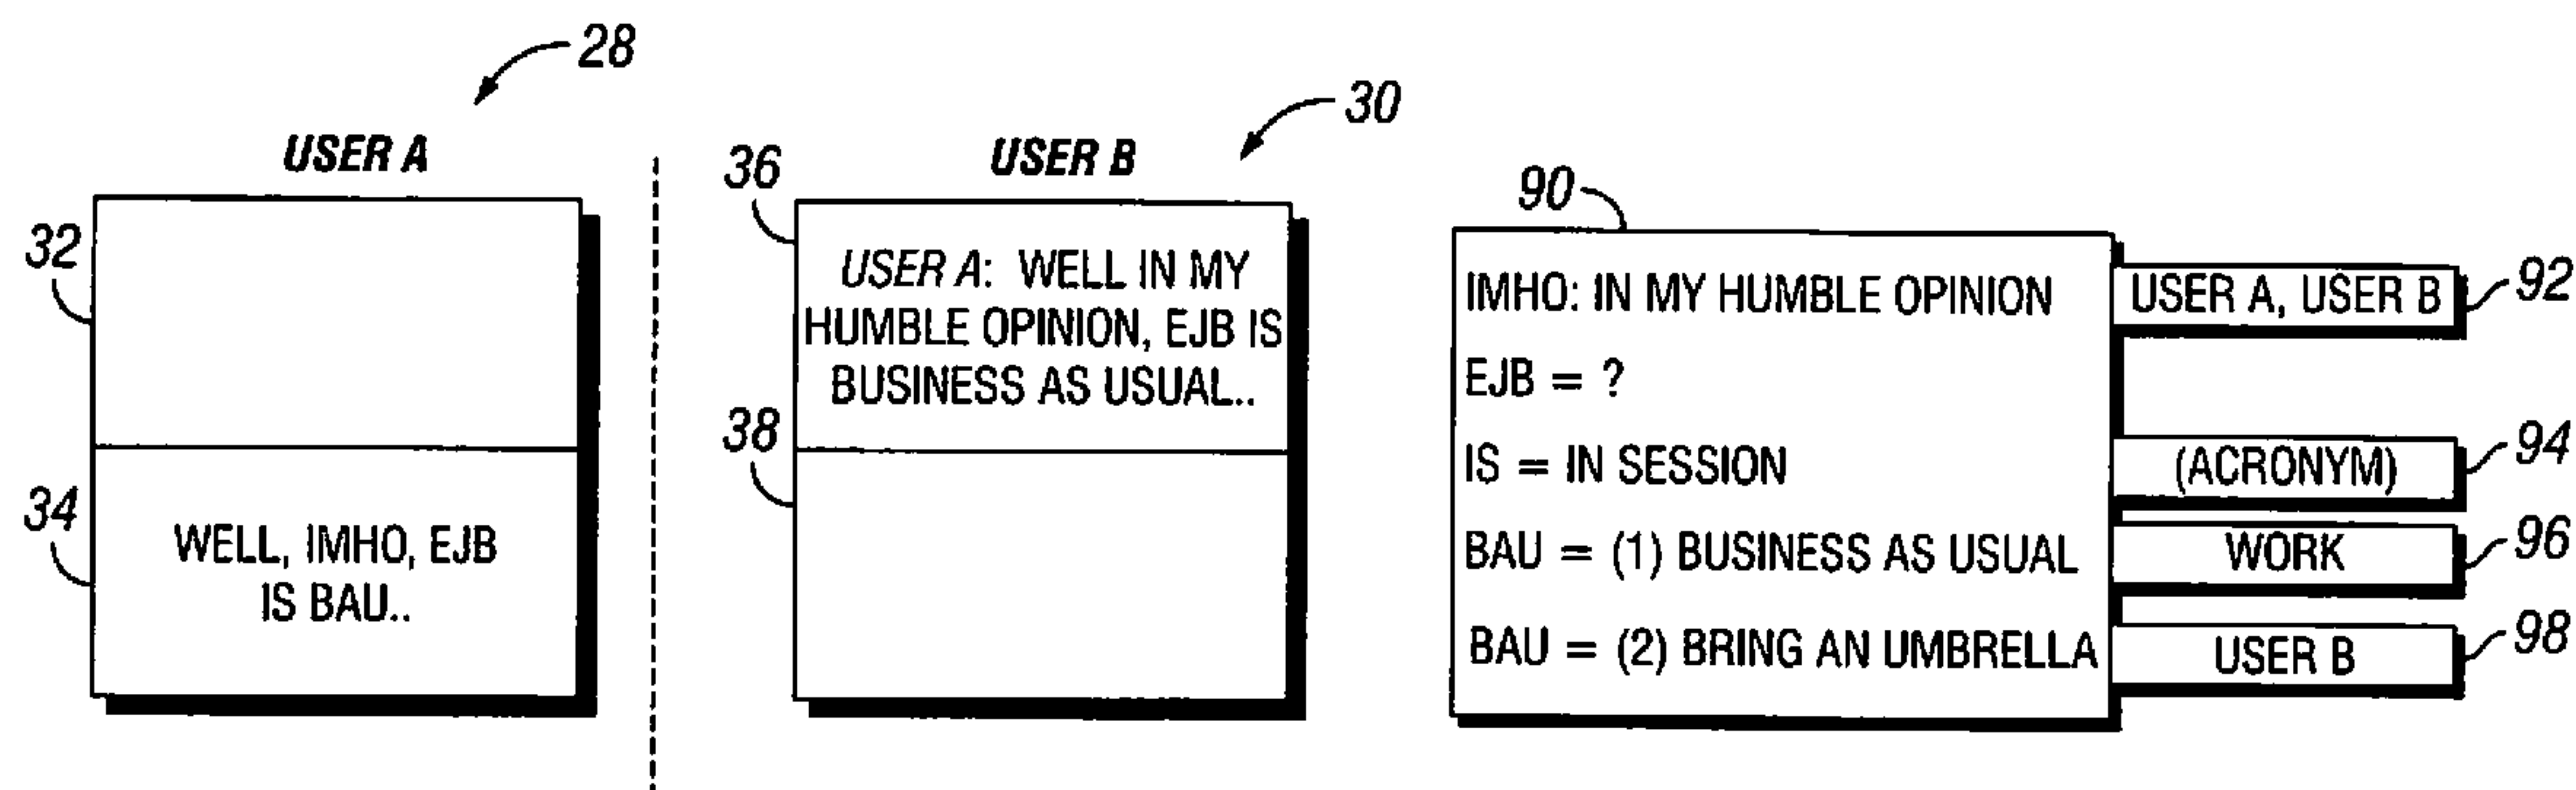 28
USER A
32
34
WELL, IMHO, EJB
IS BAU..
30
USER B
36
USER A: WELL IN MY
HUMBLE OPINION, EJB IS
BUSINESS AS USUAL..
38
90
IMHO: IN MY HUMBLE OPINION
USER A, USER B
92
EJB = ?
IS = IN SESSION
(ACRONYM)
94
BAU = (1) BUSINESS AS USUAL
WORK
96
BAU = (2) BRING AN UMBRELLA
USER B
98